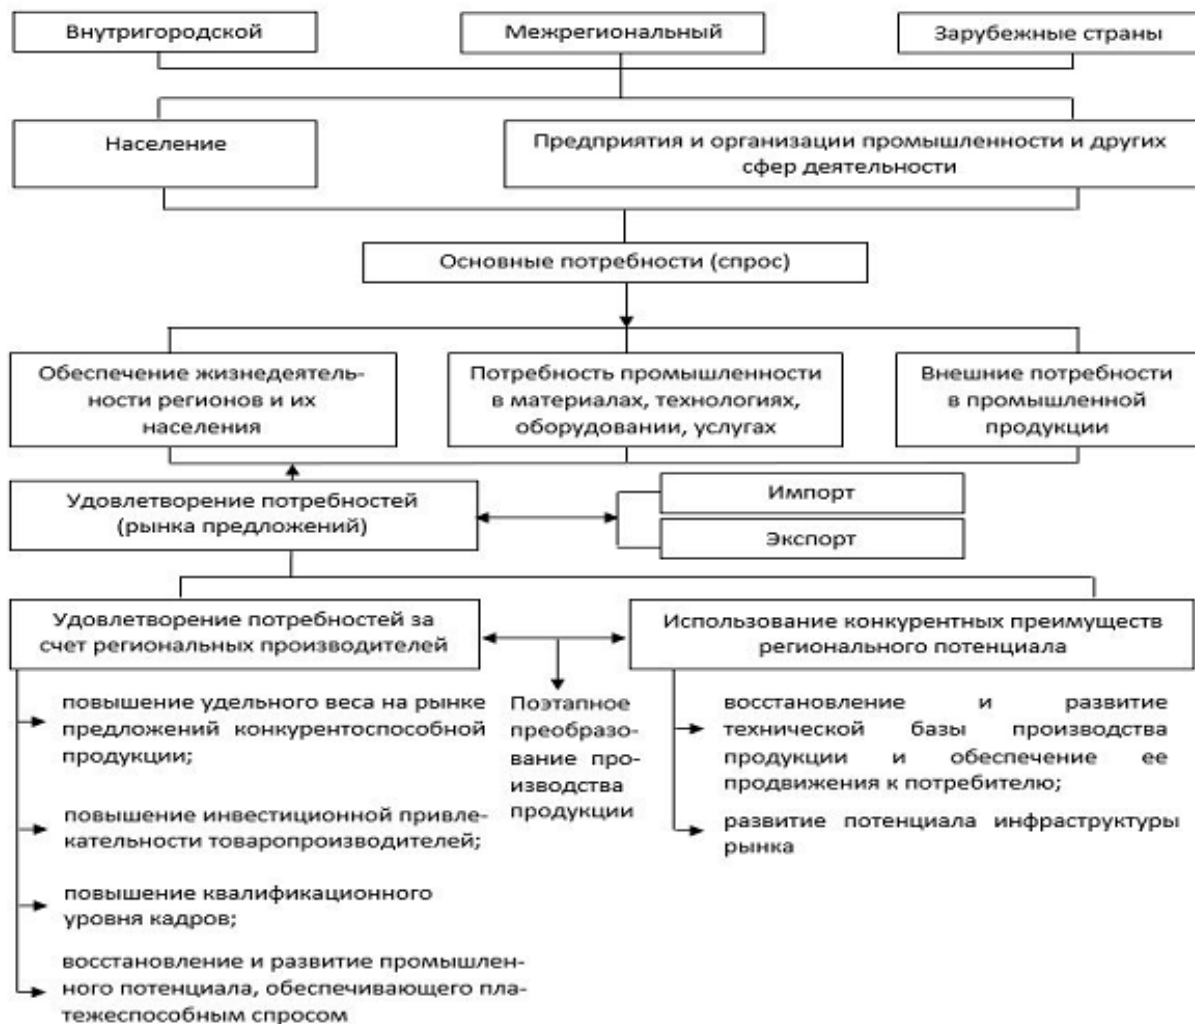 Внутригородской
Межрегиональный
Зарубежные страны
Население
Предприятия и организации промышленности и других
сфер деятельности
Основные потребности (спрос)
Обеспечение жизнедеятель-
ности регионов и их
населения
Потребность промышленности
в материалах, технологиях,
оборудовании, услугах
Внешние потребности
в промышленной
продукции
Удовлетворение потребностей
(рынка предложений)
Импорт
Экспорт
Удовлетворение потребностей за
счет региональных производителей
Использование конкурентных преимуществ
регионального потенциала
повышение удельного веса на рынке
предложений конкурентоспособной
продукции;
повышение инвестиционной привле-
кательности товаропроизводителей;
повышение квалификационного
уровня кадров;
восстановление и развитие промышлен-
ного потенциала, обеспечивающего пла-
тежеспособным спросом
Поэтапное
преобразо-
вание про-
изводства
продукции
восстановление и развитие
технической базы производства
продукции и обеспечение ее
продвижения к потребителю;
развитие потенциала инфраструктуры
рынка